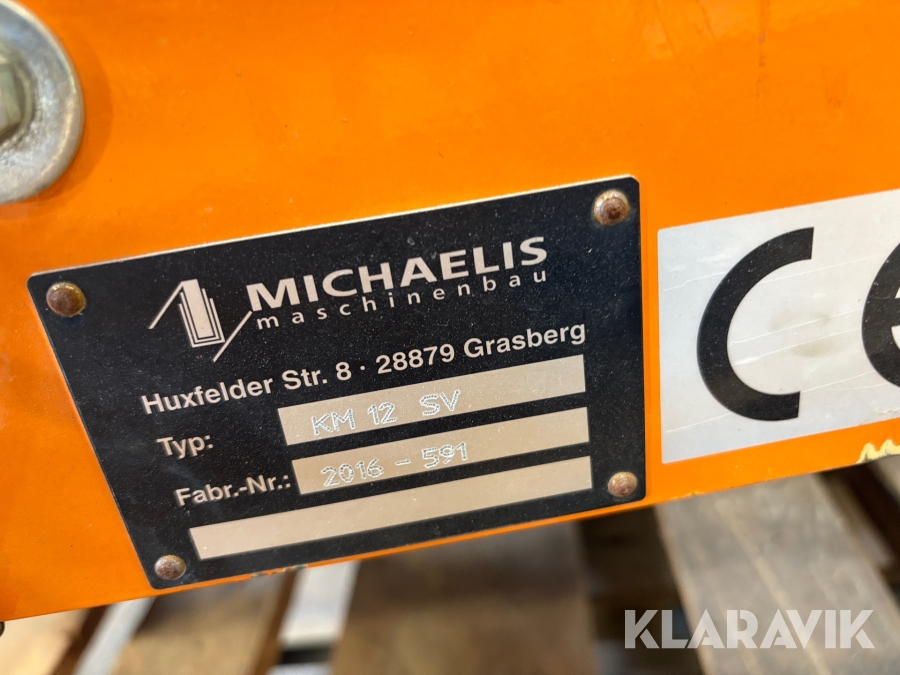 MICHAELIS
maschinenbau
Huxfelder Str. 8 · 28879 Grasberg
Typ: KM 12 SV
Fabr.-Nr.: 2016 - 591
CE
KLARAVIK